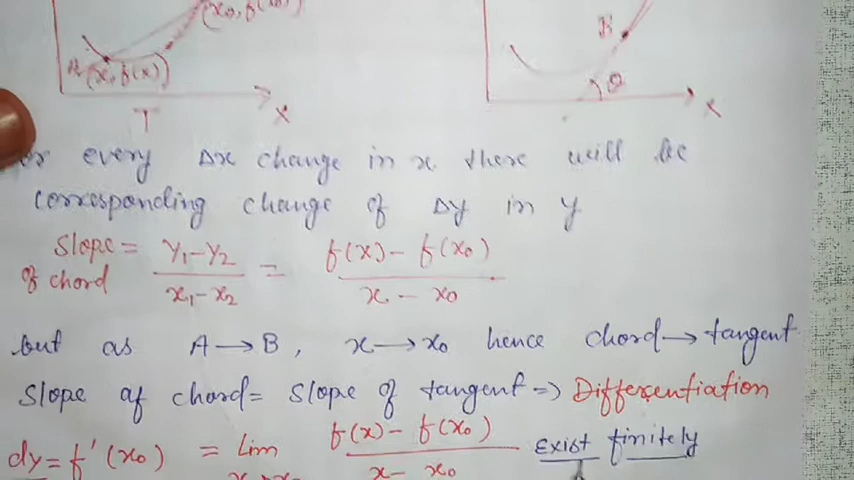 (x₀, f(x₀))
A (x, f(x))
B
θ
X
X
for every Δx change in x there will be
corresponding change of Δy in y
Slope of chord = y₁-y₂ / x₁-x₂ = f(x) - f(x₀) / x - x₀
but as A → B, x → x₀ hence chord → tangent
Slope of chord = Slope of tangent => Differentiation
dy = f'(x₀) = Lim f(x) - f(x₀) / x - x₀ exist finitely